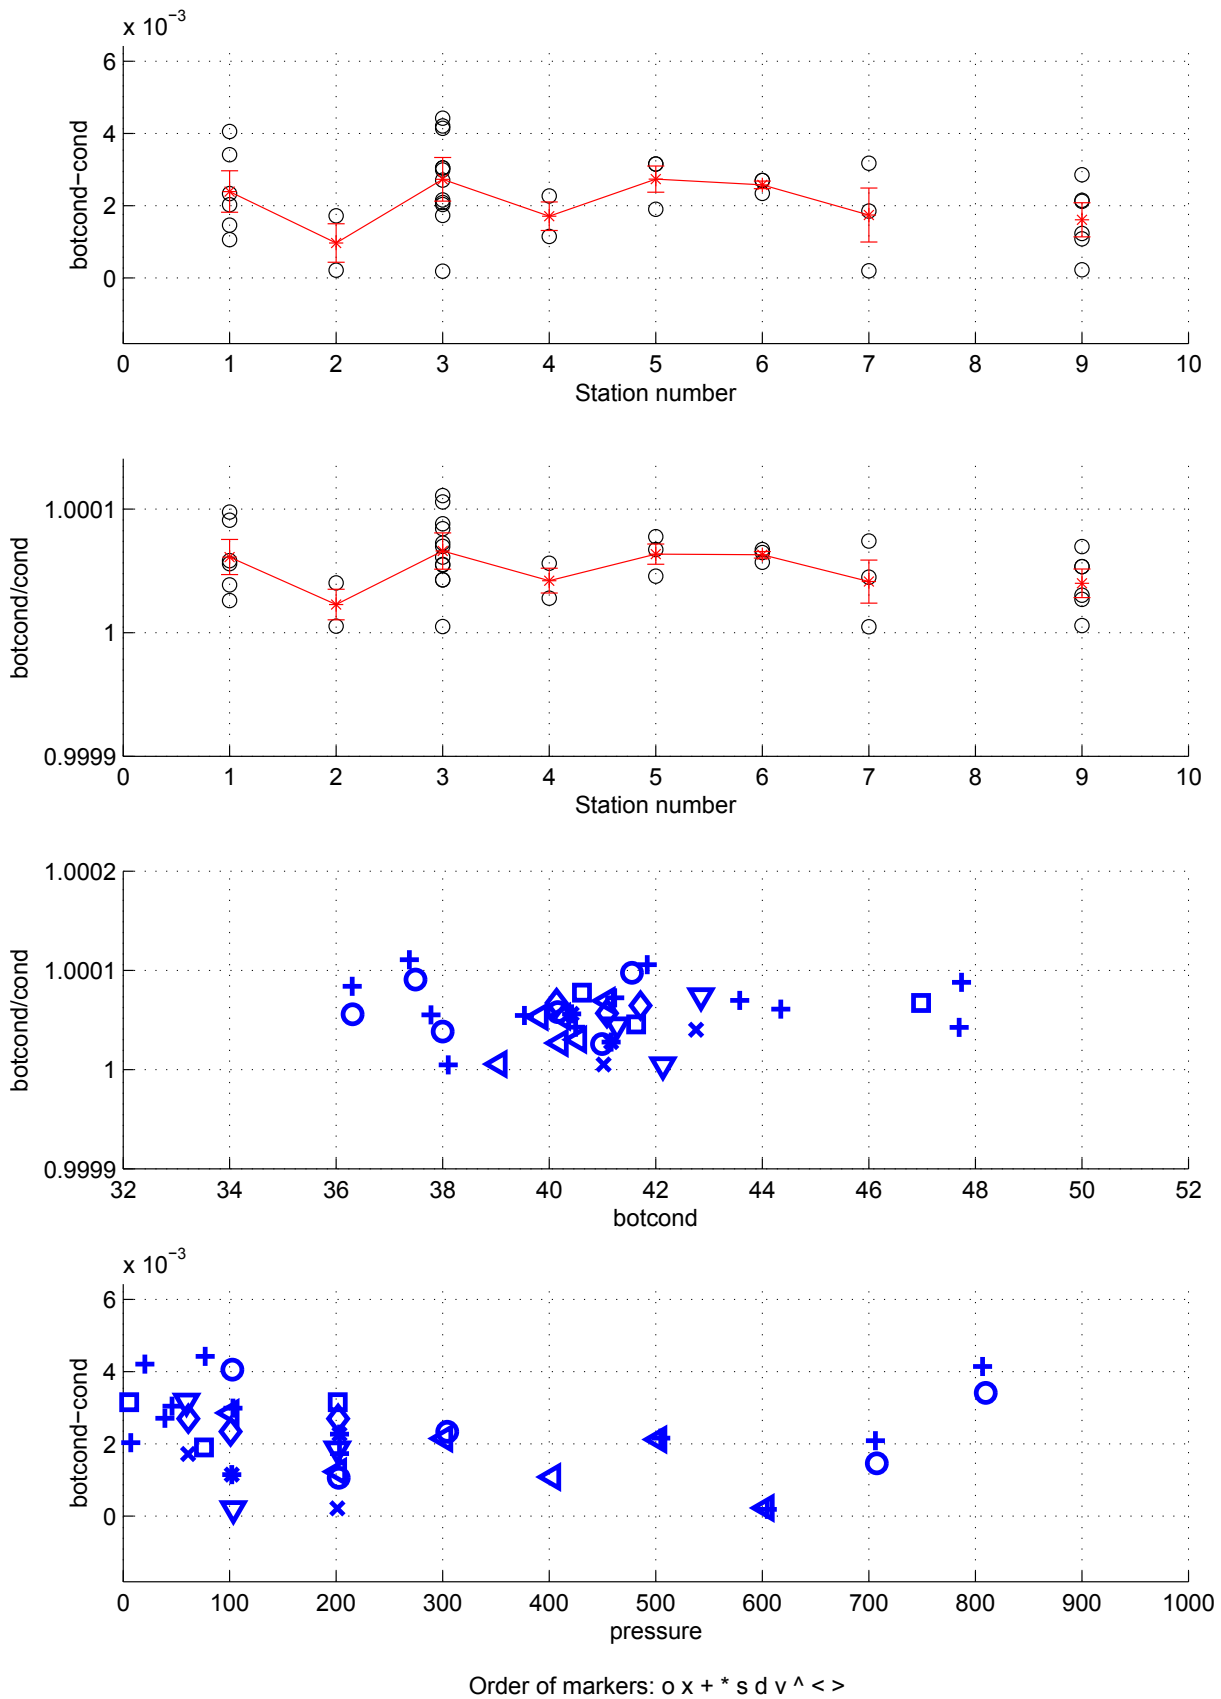 x 10−3
6
4
2
0
botcond−cond
0 1 2 3 4 5 6 7 8 9 10
Station number
1.0001
1
0.9999
botcond/cond
0 1 2 3 4 5 6 7 8 9 10
Station number
1.0002
1.0001
1
0.9999
botcond/cond
32 34 36 38 40 42 44 46 48 50 52
botcond
x 10−3
6
4
2
0
botcond−cond
0 100 200 300 400 500 600 700 800 900 1000
pressure
Order of markers: o x + * s d v ^ < >